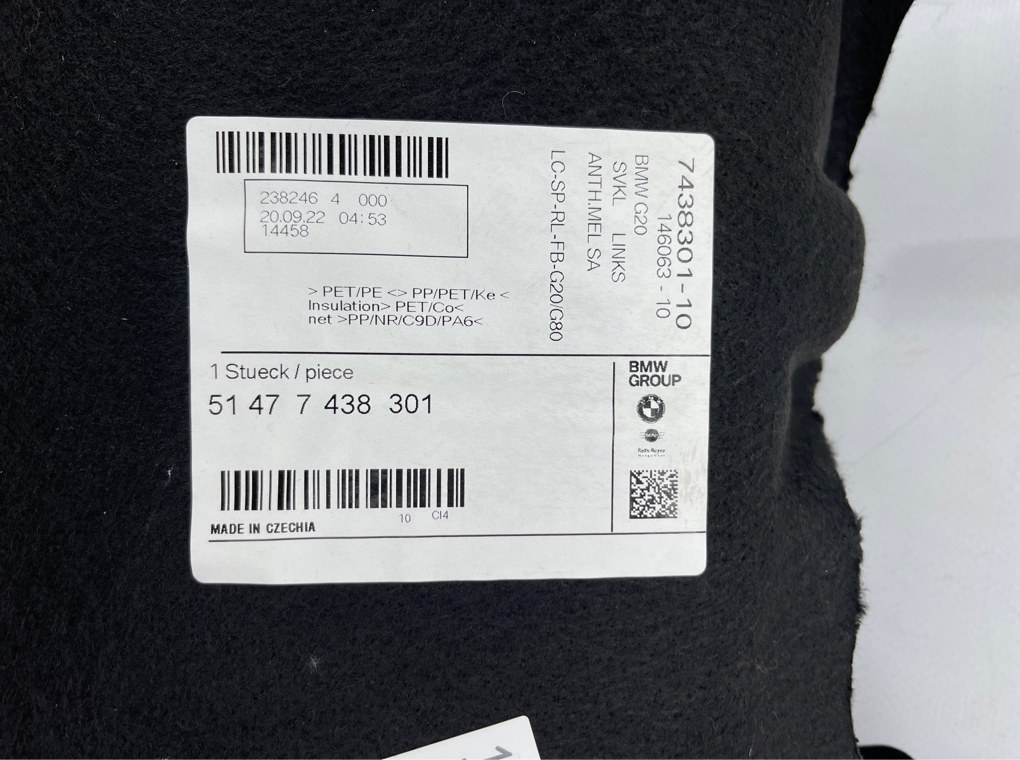 238246 4 000
20.09.22 04:53
14458
> PET/PE <> PP/PET/Ke <
Insulation> PET/Co<
net >PP/NR/C9D/PA6<
7438301-10
146063 - 10
BMW G20
SVKL LINKS
ANTH.MEL SA
LC-SP-RL-FB-G20/G80
1 Stueck / piece
51 47 7 438 301
10 CI4
MADE IN CZECHIA
BMW
GROUP